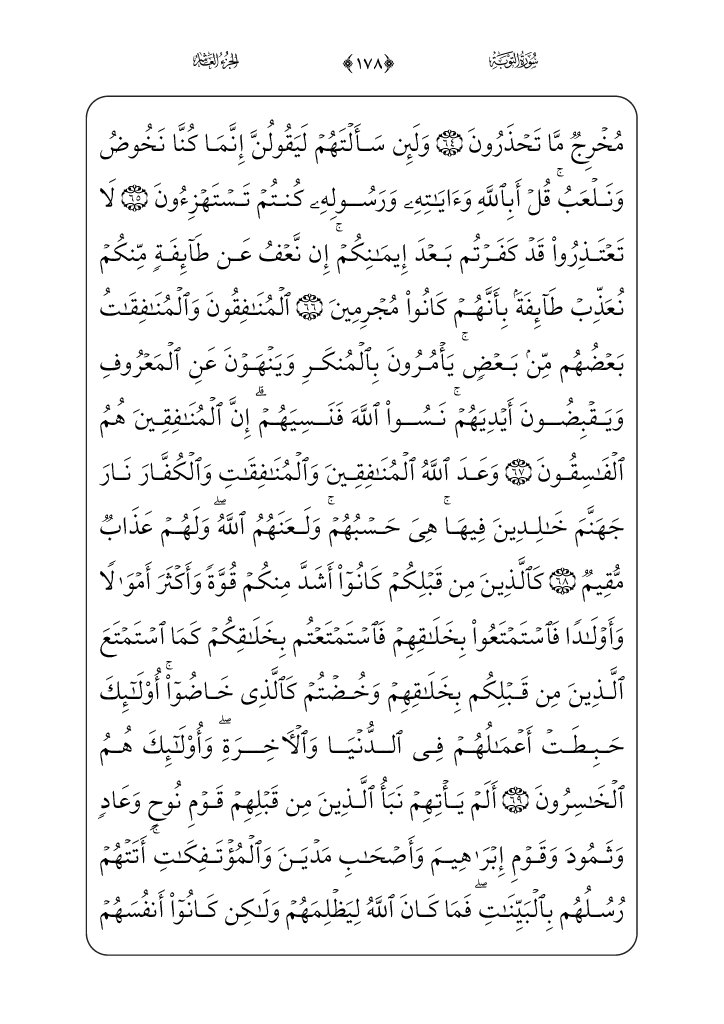 سُورَةُ التَّوۡبَةِ ﴿١٧٨﴾ الجُزۡءُ العَاشِرُ
مُخۡرِجٞ مَّا تَحۡذَرُونَ ٦٤ وَلَئِن سَأَلۡتَهُمۡ لَيَقُولُنَّ إِنَّمَا كُنَّا نَخُوضُ
وَنَلۡعَبُۚ قُلۡ أَبِٱللَّهِ وَءَايَٰتِهِۦ وَرَسُولِهِۦ كُنتُمۡ تَسۡتَهۡزِءُونَ ٦٥ لَا
تَعۡتَذِرُواْ قَدۡ كَفَرۡتُم بَعۡدَ إِيمَٰنِكُمۡۚ إِن نَّعۡفُ عَن طَآئِفَةٖ مِّنكُمۡ
نُعَذِّبۡ طَآئِفَةَۢ بِأَنَّهُمۡ كَانُواْ مُجۡرِمِينَ ٦٦ ٱلۡمُنَٰفِقُونَ وَٱلۡمُنَٰفِقَٰتُ
بَعۡضُهُم مِّنۢ بَعۡضٖۚ يَأۡمُرُونَ بِٱلۡمُنكَرِ وَيَنۡهَوۡنَ عَنِ ٱلۡمَعۡرُوفِ
وَيَقۡبِضُونَ أَيۡدِيَهُمۡۚ نَسُواْ ٱللَّهَ فَنَسِيَهُمۡۗ إِنَّ ٱلۡمُنَٰفِقِينَ هُمُ
ٱلۡفَٰسِقُونَ ٦٧ وَعَدَ ٱللَّهُ ٱلۡمُنَٰفِقِينَ وَٱلۡمُنَٰفِقَٰتِ وَٱلۡكُفَّارَ نَارَ
جَهَنَّمَ خَٰلِدِينَ فِيهَاۚ هِيَ حَسۡبُهُمۡۚ وَلَعَنَهُمُ ٱللَّهُۖ وَلَهُمۡ عَذَابٞ
مُّقِيمٞ ٦٨ كَٱلَّذِينَ مِن قَبۡلِكُمۡ كَانُوٓاْ أَشَدَّ مِنكُمۡ قُوَّةٗ وَأَكۡثَرَ أَمۡوَٰلٗا
وَأَوۡلَٰدٗا فَٱسۡتَمۡتَعُواْ بِخَلَٰقِهِمۡ فَٱسۡتَمۡتَعۡتُم بِخَلَٰقِكُمۡ كَمَا ٱسۡتَمۡتَعَ
ٱلَّذِينَ مِن قَبۡلِكُم بِخَلَٰقِهِمۡ وَخُضۡتُمۡ كَٱلَّذِي خَاضُوٓاْۚ أُوْلَٰٓئِكَ
حَبِطَتۡ أَعۡمَٰلُهُمۡ فِي ٱلدُّنۡيَا وَٱلۡأٓخِرَةِۖ وَأُوْلَٰٓئِكَ هُمُ
ٱلۡخَٰسِرُونَ ٦٩ أَلَمۡ يَأۡتِهِمۡ نَبَأُ ٱلَّذِينَ مِن قَبۡلِهِمۡ قَوۡمِ نُوحٖ وَعَادٖ
وَثَمُودَ وَقَوۡمِ إِبۡرَٰهِيمَ وَأَصۡحَٰبِ مَدۡيَنَ وَٱلۡمُؤۡتَفِكَٰتِۚ أَتَتۡهُمۡ
رُسُلُهُم بِٱلۡبَيِّنَٰتِۖ فَمَا كَانَ ٱللَّهُ لِيَظۡلِمَهُمۡ وَلَٰكِن كَانُوٓاْ أَنفُسَهُمۡ